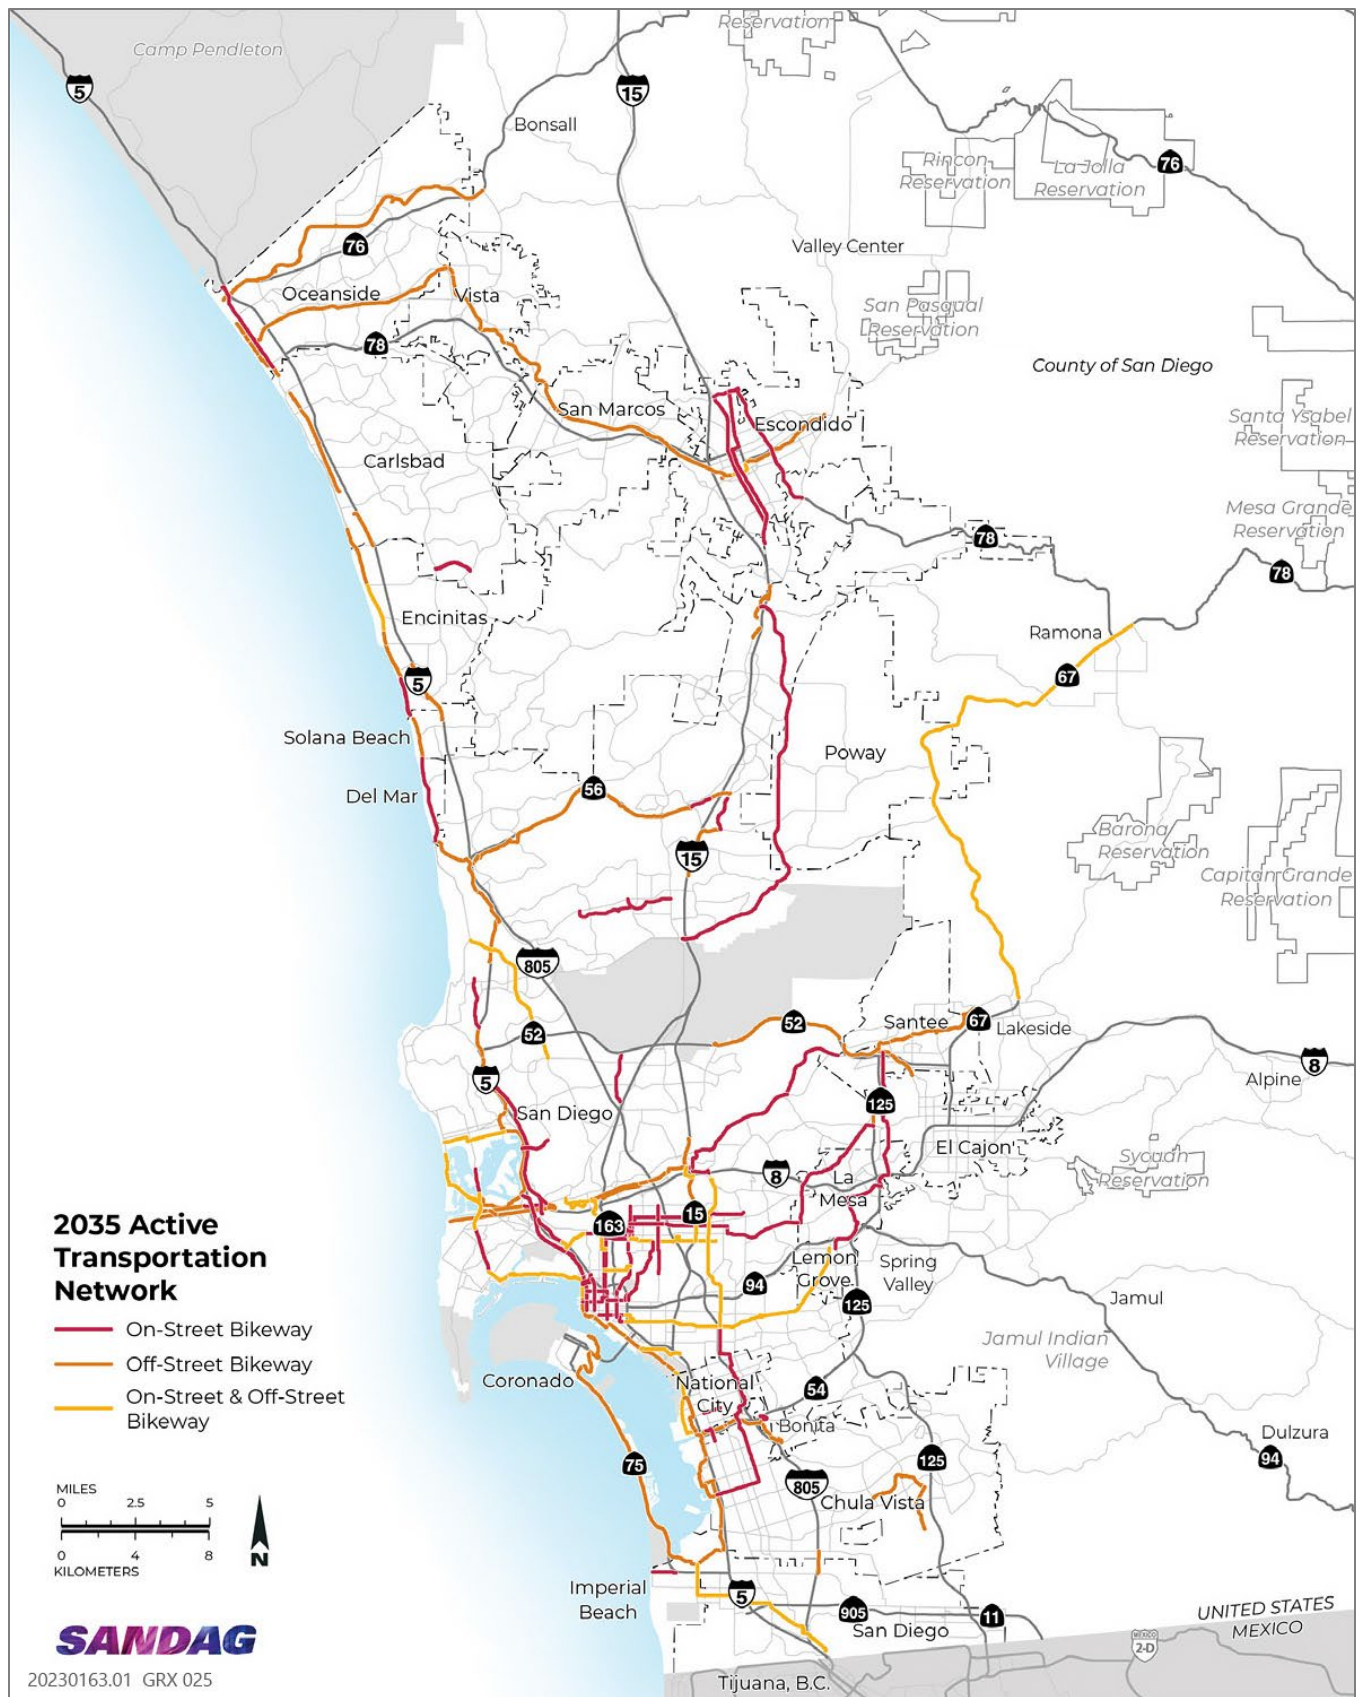 Reservation
Camp Pendleton
5
15
Bonsall
76
Rincon
Reservation
La Jolla
Reservation
76
Valley Center
Oceanside
Vista
San Pasqual
Reservation
78
County of San Diego
San Marcos
Escondido
Santa Ysabel
Reservation
Carlsbad
Mesa Grande
Reservation
78
78
Encinitas
Ramona
67
5
Solana Beach
Poway
Del Mar
56
15
Barona
Reservation
Capitan Grande
Reservation
805
52
52
Santee
67
Lakeside
8
Alpine
5
San Diego
125
El Cajon
8
La
Mesa
Sycuan
Reservation
2035 Active
Transportation
Network
163
15
Lemon
Grove
Spring
Valley
94
125
Jamul
On-Street Bikeway
Jamul Indian
Village
Off-Street Bikeway
Coronado
National
City
54
On-Street & Off-Street
Bikeway
Bonita
Dulzura
94
75
125
805
Chula Vista
MILES
0 2.5 5
0 4 8
KILOMETERS
N
Imperial
Beach
5
905
11
San Diego
UNITED STATES
MEXICO
MEXICO
2-D
SANDAG
20230163.01 GRX 025
Tijuana, B.C.